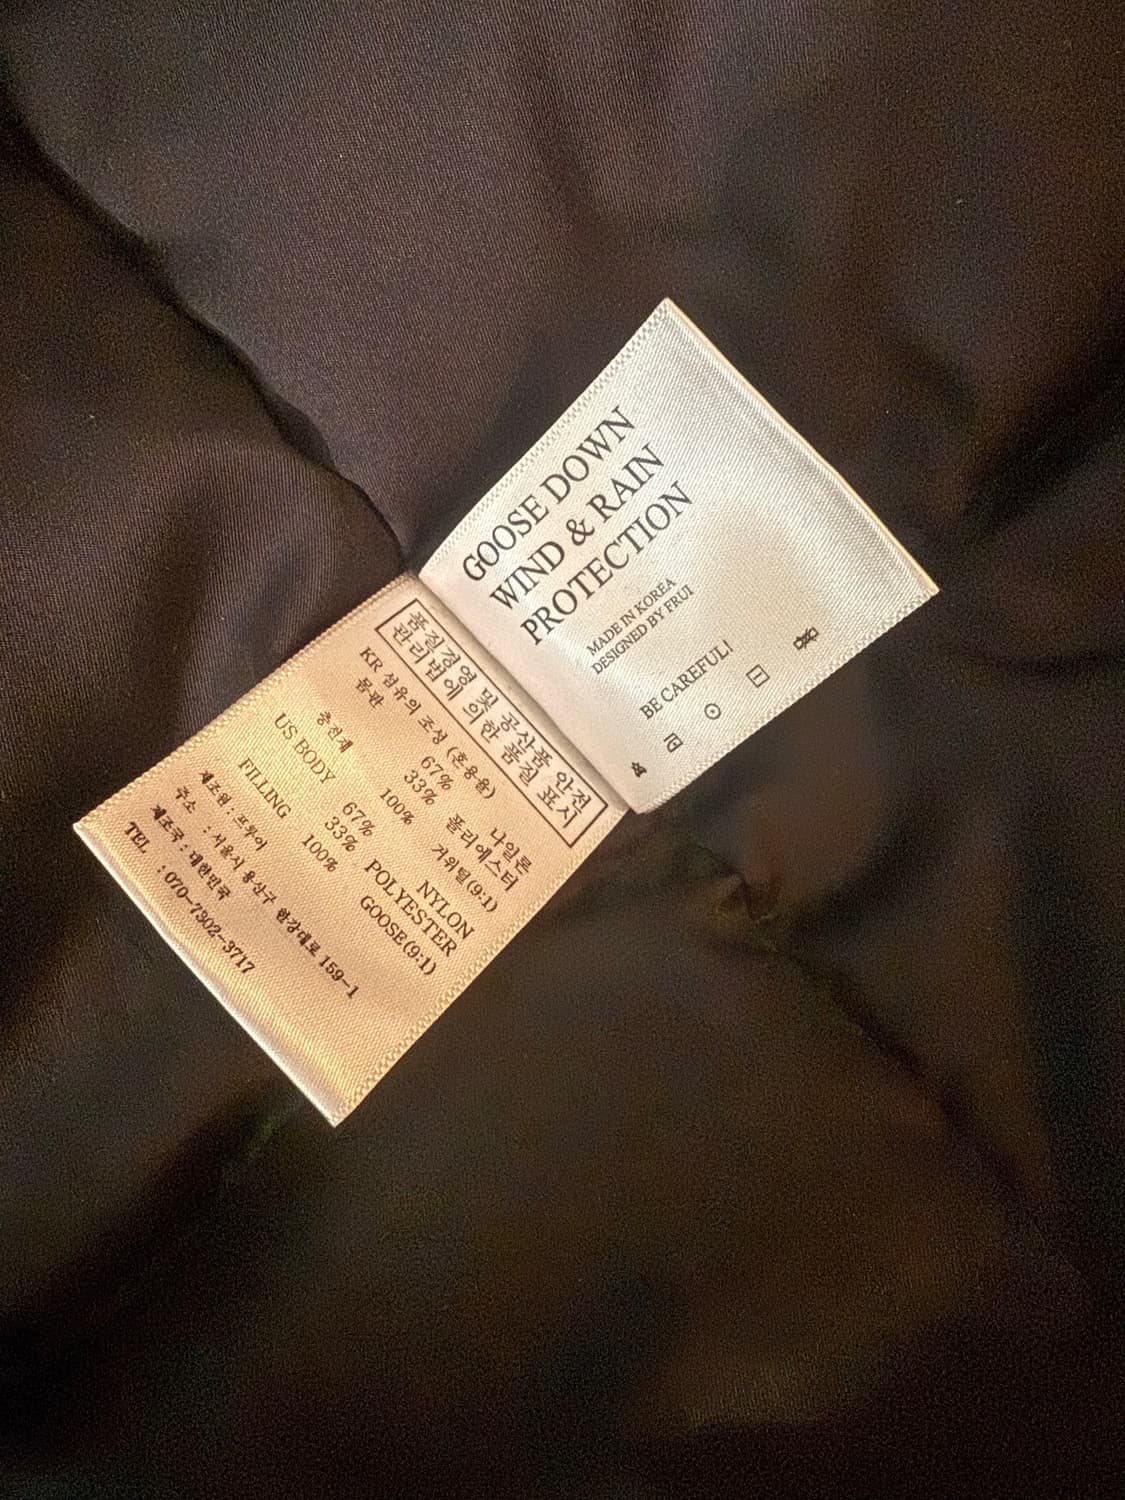 GOOSE DOWN
WIND & RAIN
PROTECTION
MADE IN KOREA
DESIGNED BY FRUI
BE CAREFUL!
품질경영 및 공산품 안전
관리법에 의한 품질 표시
KR 섬유의 조성 (혼용율)
몸판 67% 나일론
33% 폴리에스터
충전재 100% 거위털(9:1)
US BODY 67% NYLON
33% POLYESTER
FILLING 100% GOOSE(9:1)
제조원 : 프루이
주소 : 서울시 용산구 한강대로 159-1
제조국 : 대한민국
TEL : 070-7302-3717